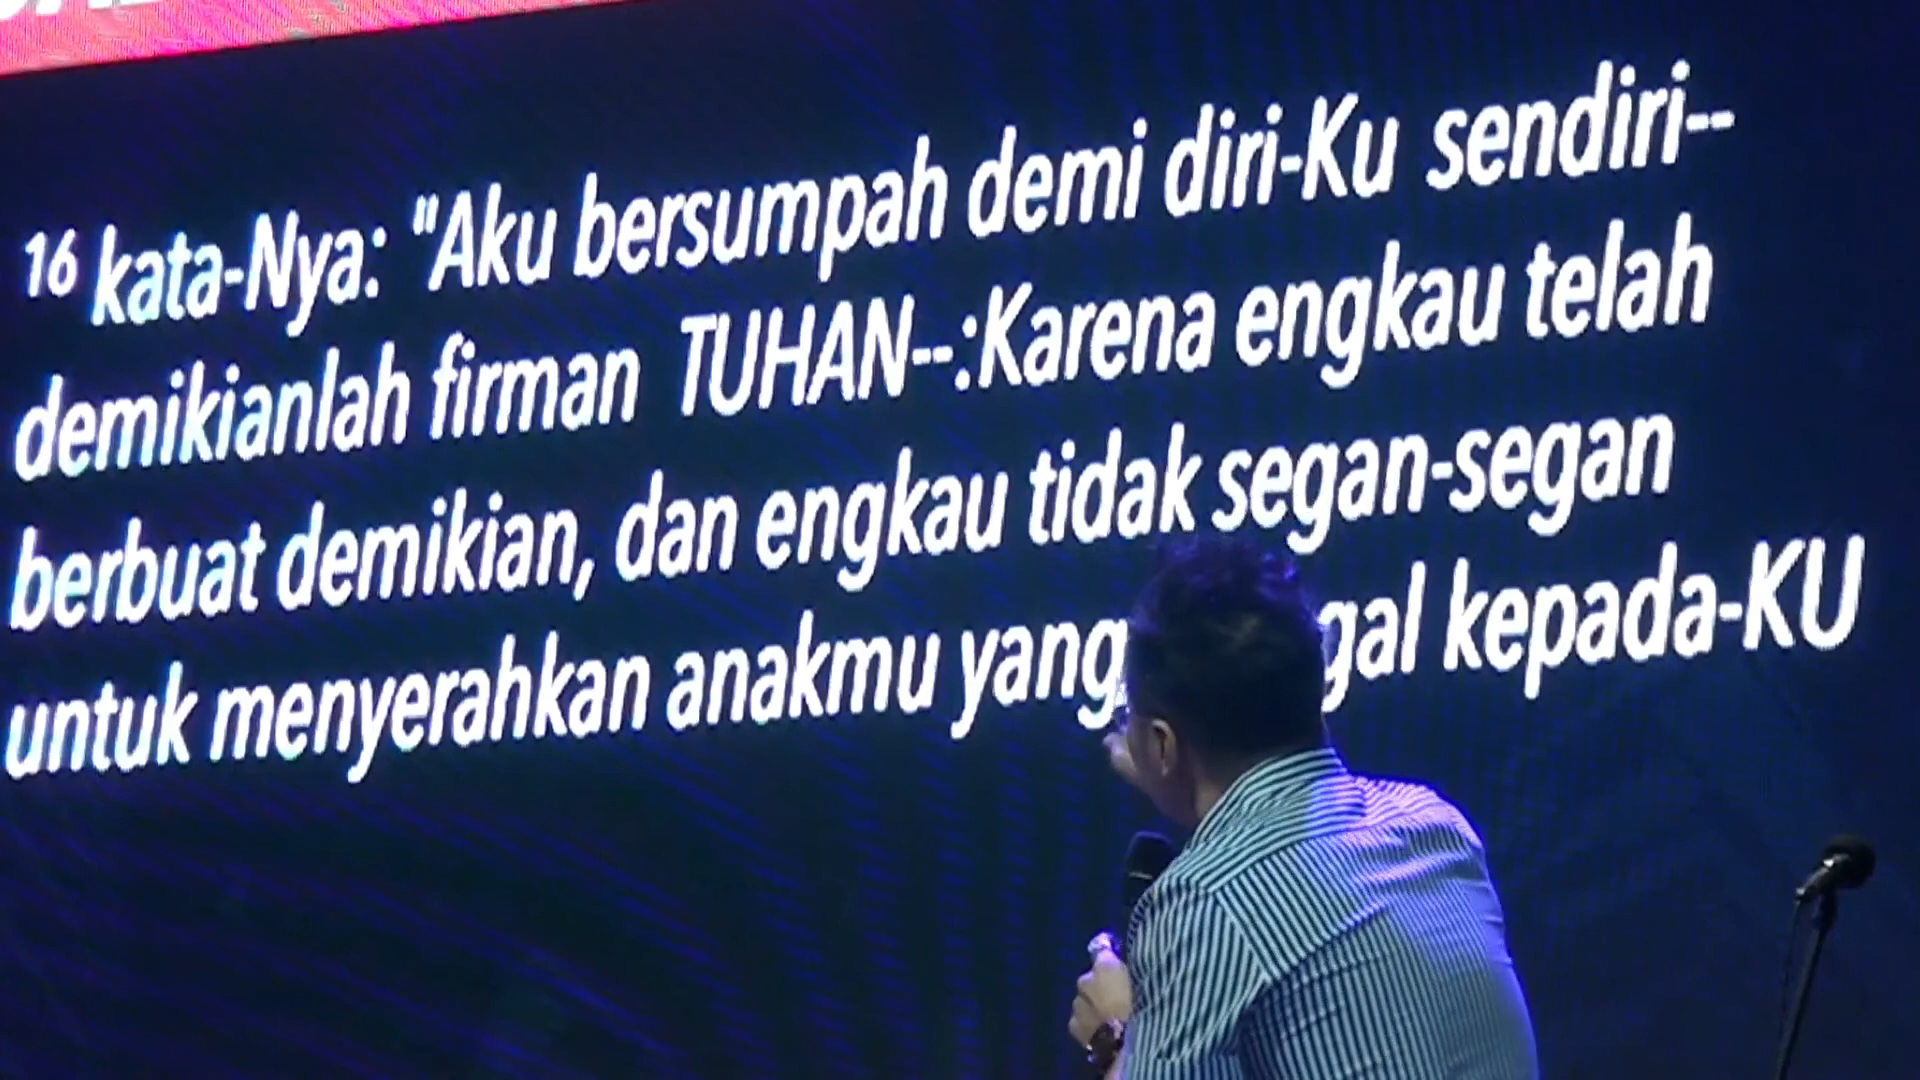 16 kata-Nya: "Aku bersumpah demi diri-Ku sendiri--
demikianlah firman TUHAN--:Karena engkau telah
berbuat demikian, dan engkau tidak segan-segan
untuk menyerahkan anakmu yang gal kepada-KU